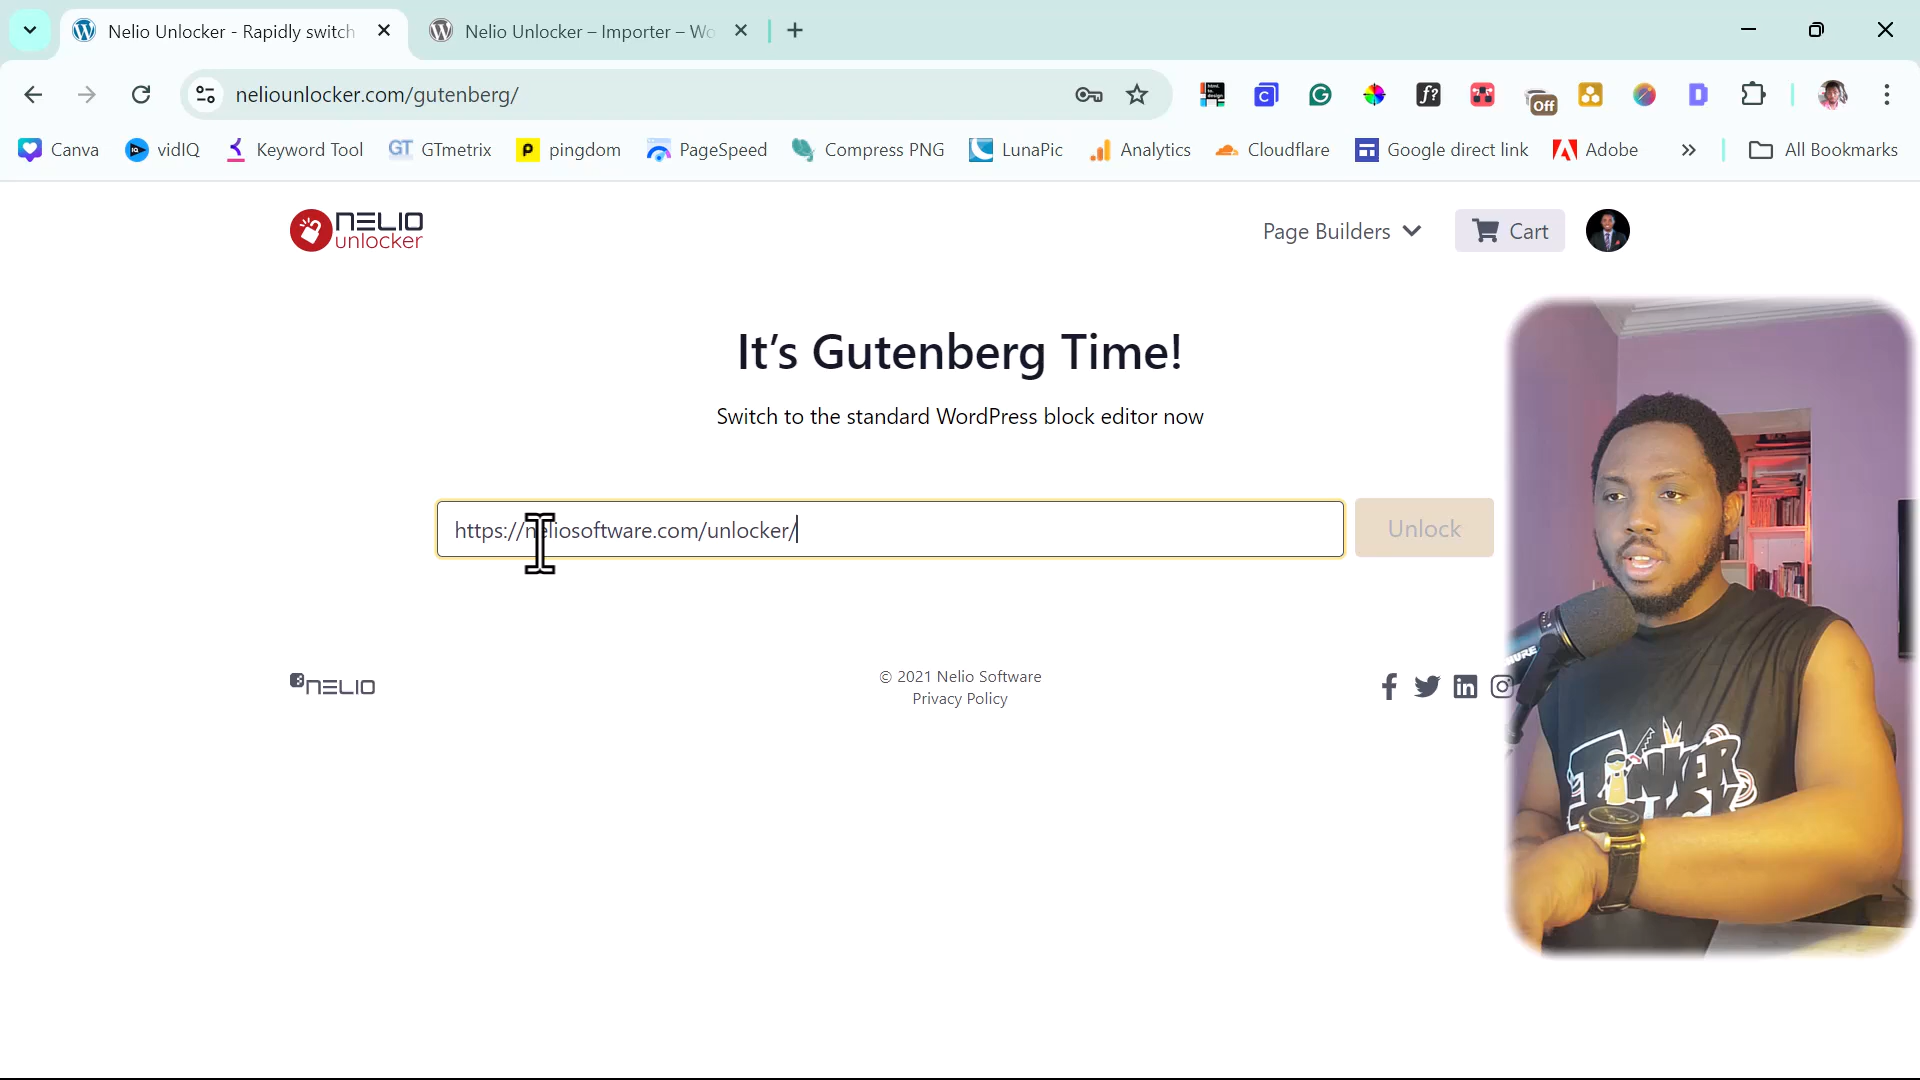 Nelio Unlocker - Rapidly switch
Nelio Unlocker – Importer – Wo
neliounlocker.com/gutenberg/
f?
Off
Canva
vidIQ
Keyword Tool
GT
GTmetrix
pingdom
PageSpeed
Compress PNG
LunaPic
Analytics
Cloudflare
Google direct link
Adobe
All Bookmarks
NELIO
unlocker
Page Builders
Cart
It’s Gutenberg Time!
Switch to the standard WordPress block editor now
https://neliosoftware.com/unlocker/
Unlock
NELIO
© 2021 Nelio Software
Privacy Policy